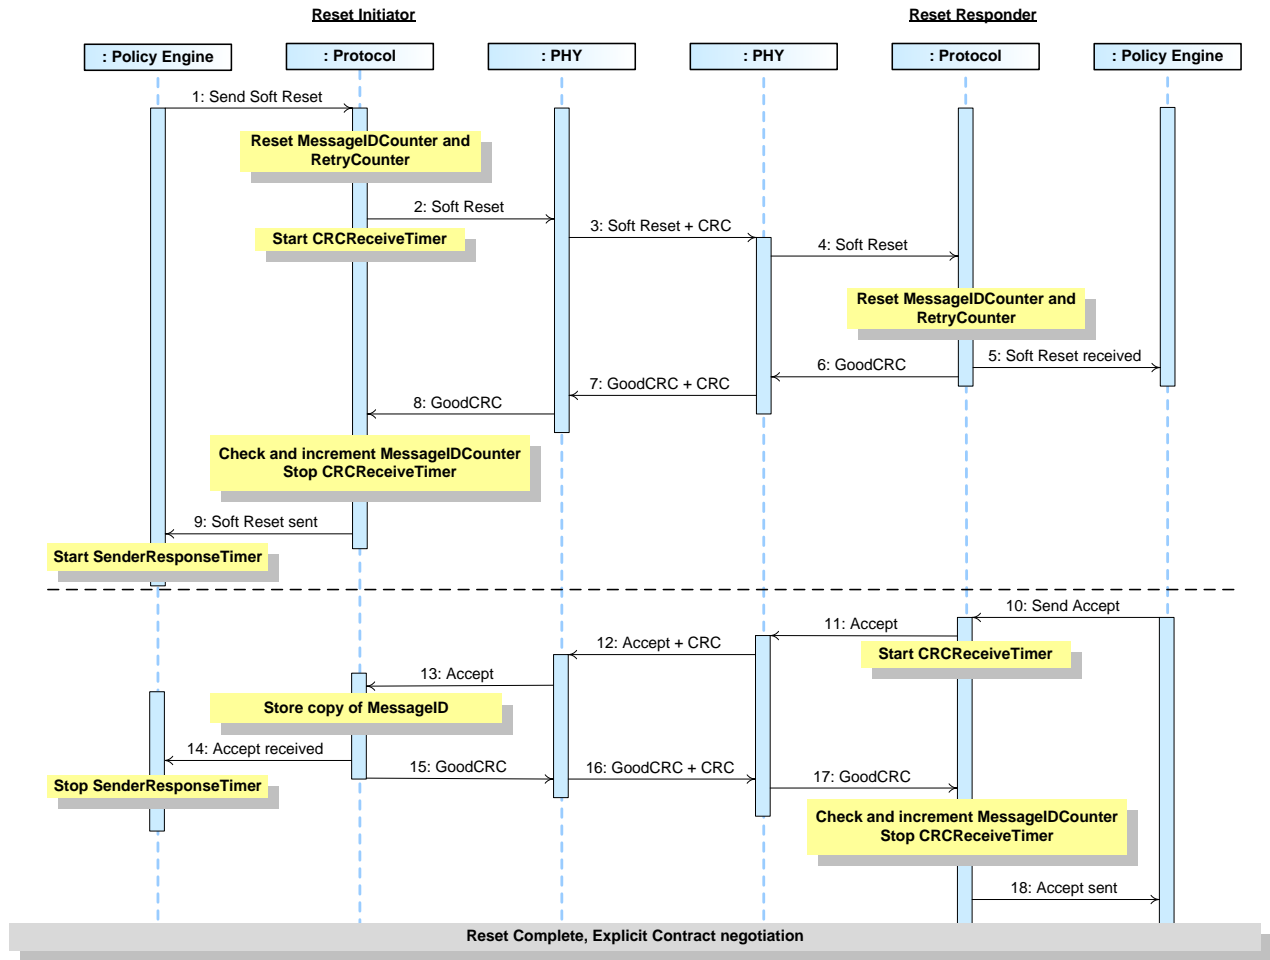 Reset Initiator
Reset Responder
: Policy Engine
: Protocol
: PHY
: PHY
: Protocol
: Policy Engine
1: Send Soft Reset
Reset MessageIDCounter and
RetryCounter
2: Soft Reset
Start CRCReceiveTimer
3: Soft Reset + CRC
4: Soft Reset
Reset MessageIDCounter and
RetryCounter
5: Soft Reset received
6: GoodCRC
7: GoodCRC + CRC
8: GoodCRC
Check and increment MessageIDCounter
Stop CRCReceiveTimer
9: Soft Reset sent
Start SenderResponseTimer
10: Send Accept
11: Accept
Start CRCReceiveTimer
12: Accept + CRC
13: Accept
Store copy of MessageID
14: Accept received
Stop SenderResponseTimer
15: GoodCRC
16: GoodCRC + CRC
17: GoodCRC
Check and increment MessageIDCounter
Stop CRCReceiveTimer
18: Accept sent
Reset Complete, Explicit Contract negotiation